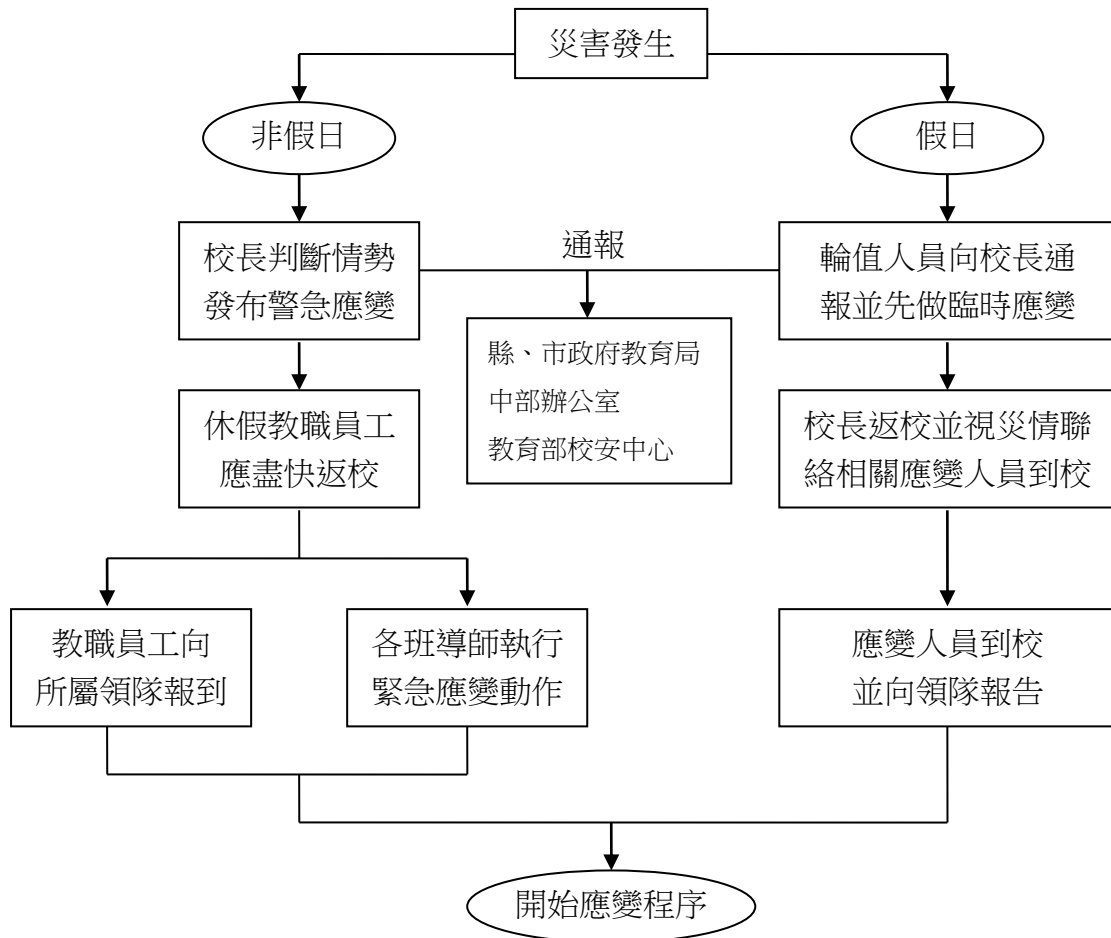 災害發生
非假日
假日
校長判斷情勢
發布警急應變
通報
輪值人員向校長通
報並先做臨時應變
縣、市政府教育局
中部辦公室
教育部校安中心
休假教職員工
應盡快返校
校長返校並視災情聯
絡相關應變人員到校
教職員工向
所屬領隊報到
各班導師執行
緊急應變動作
應變人員到校
並向領隊報告
開始應變程序